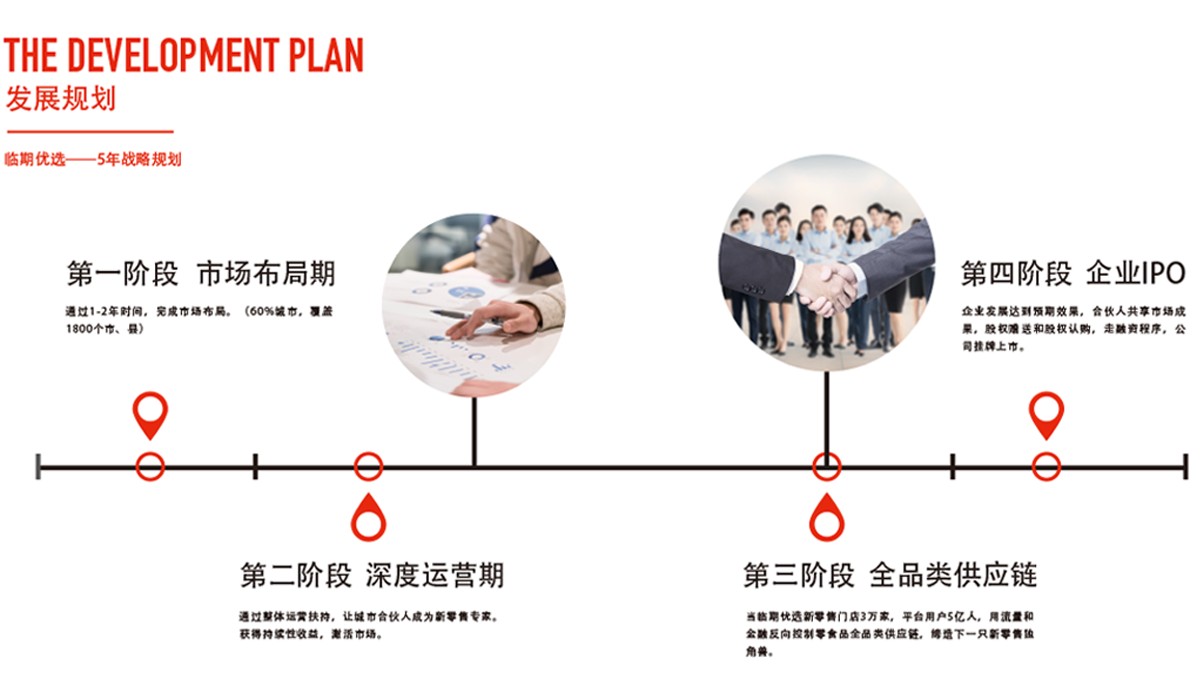 THE DEVELOPMENT PLAN
发展规划
临期优选——5年战略规划
第一阶段 市场布局期
通过1-2年时间，完成市场布局。（60%城市，覆盖
1800个市、县）
第四阶段 企业IPO
企业发展达到预期效果，合伙人共享市场成
果，股权赠送和股权认购，走融资程序，公
司挂牌上市。
第二阶段 深度运营期
通过整体运营扶持，让城市合伙人成为新零售专家。
获得持续性收益，激活市场。
第三阶段 全品类供应链
当临期优选新零售门店3万家，平台用户5亿人，用流量和
金融反向控制零食品全品类供应链，缔造下一只新零售独
角兽。